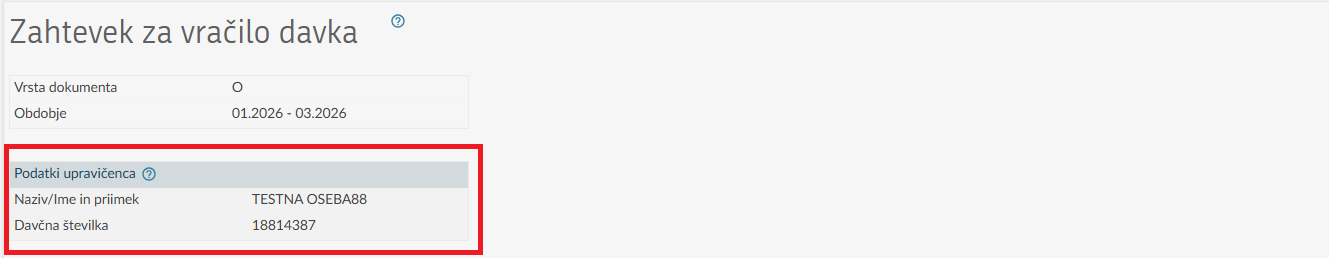 Zahtevek za vračilo davka
Vrsta dokumenta O
Obdobje 01.2026 - 03.2026
Podatki upravičenca
Naziv/Ime in priimek TESTNA OSEBA88
Davčna številka 18814387